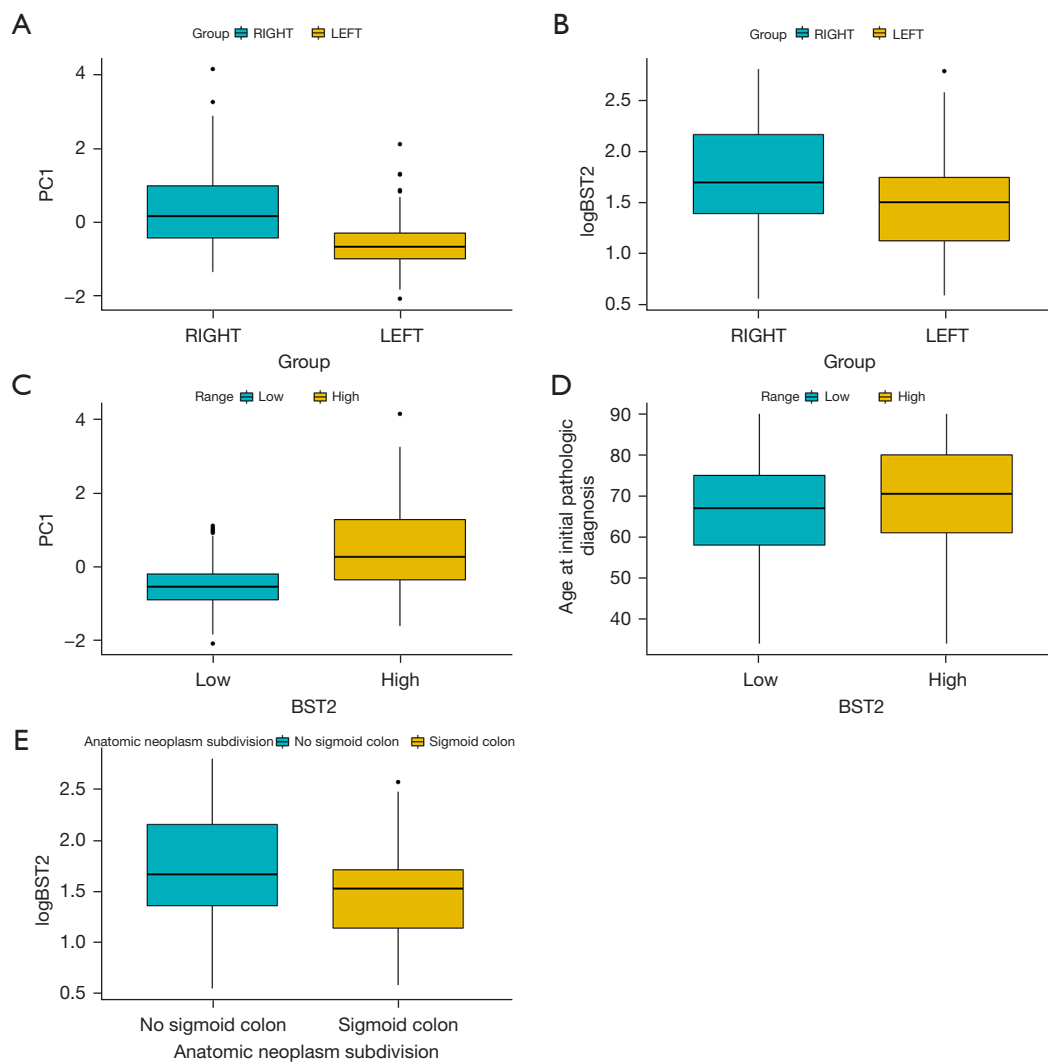 A
Group RIGHT LEFT
PC1
4
2
0
−2
RIGHT LEFT
Group
B
Group RIGHT LEFT
logBST2
2.5
2.0
1.5
1.0
0.5
RIGHT LEFT
Group
C
Range Low High
PC1
4
2
0
−2
Low High
BST2
D
Range Low High
Age at initial pathologic
diagnosis
90
80
70
60
50
40
Low High
BST2
E
Anatomic neoplasm subdivision No sigmoid colon Sigmoid colon
logBST2
2.5
2.0
1.5
1.0
0.5
No sigmoid colon Sigmoid colon
Anatomic neoplasm subdivision